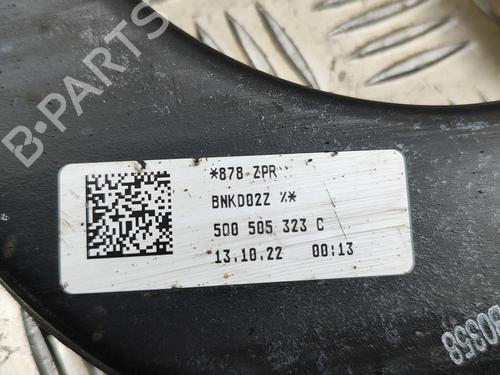 B-PARTS
*878 ZPR
BNKD02Z %*
5Q0 505 323 C
13.10.22 00:13